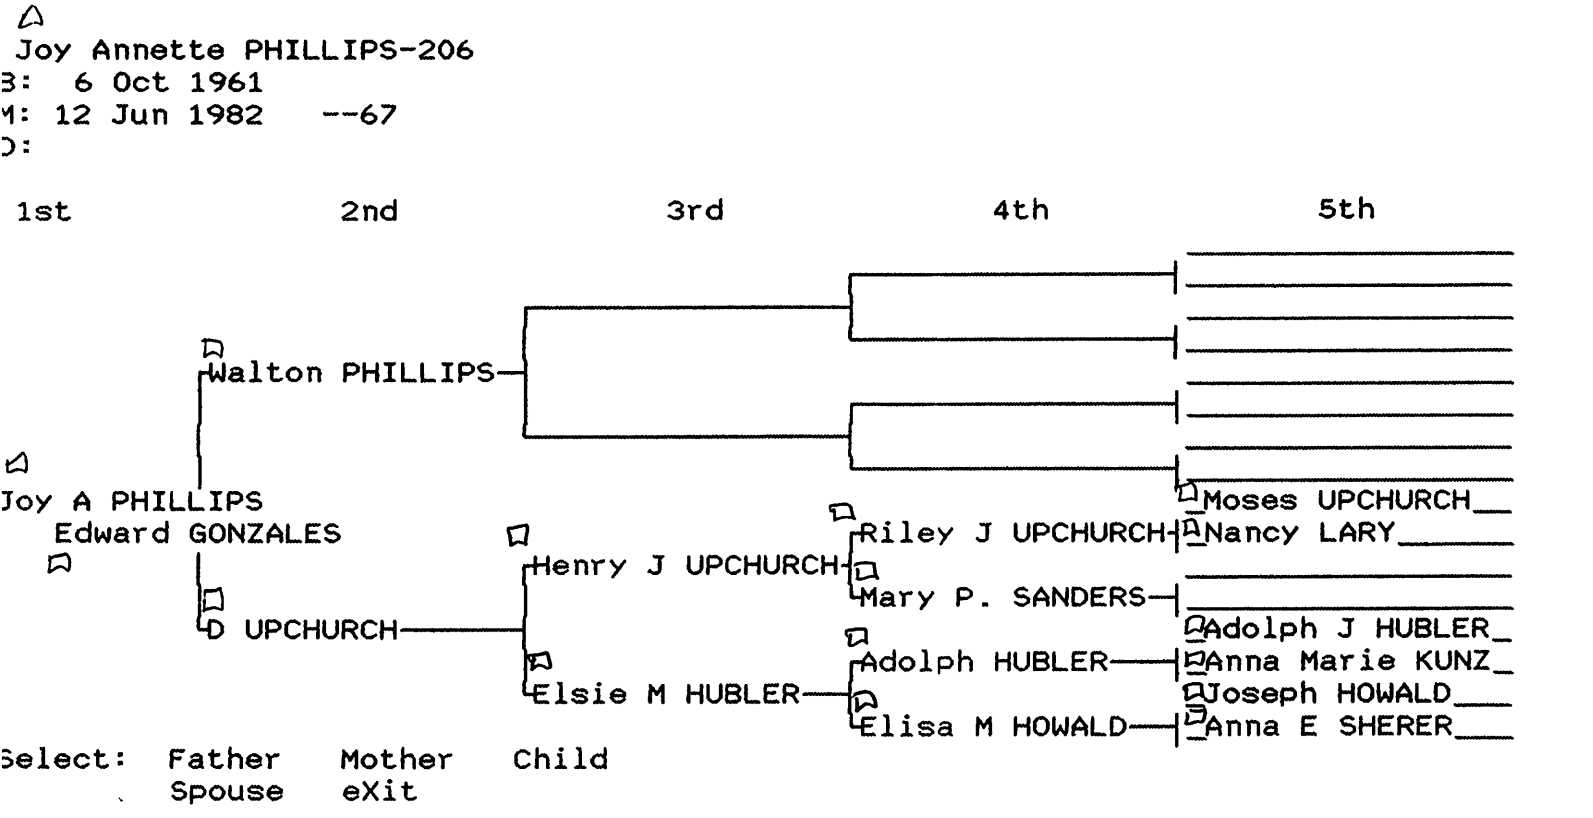 Joy Annette PHILLIPS-206
B: 6 Oct 1961
M: 12 Jun 1982 --67
D:
1st 2nd 3rd 4th 5th
Walton PHILLIPS
Joy A PHILLIPS
Edward GONZALES
D UPCHURCH
Henry J UPCHURCH
Elsie M HUBLER
Riley J UPCHURCH
Mary P. SANDERS
Adolph HUBLER
Elisa M HOWALD
Moses UPCHURCH
Nancy LARY
Adolph J HUBLER
Anna Marie KUNZ
Joseph HOWALD
Anna E SHERER
Select: Father Mother Child
Spouse eXit